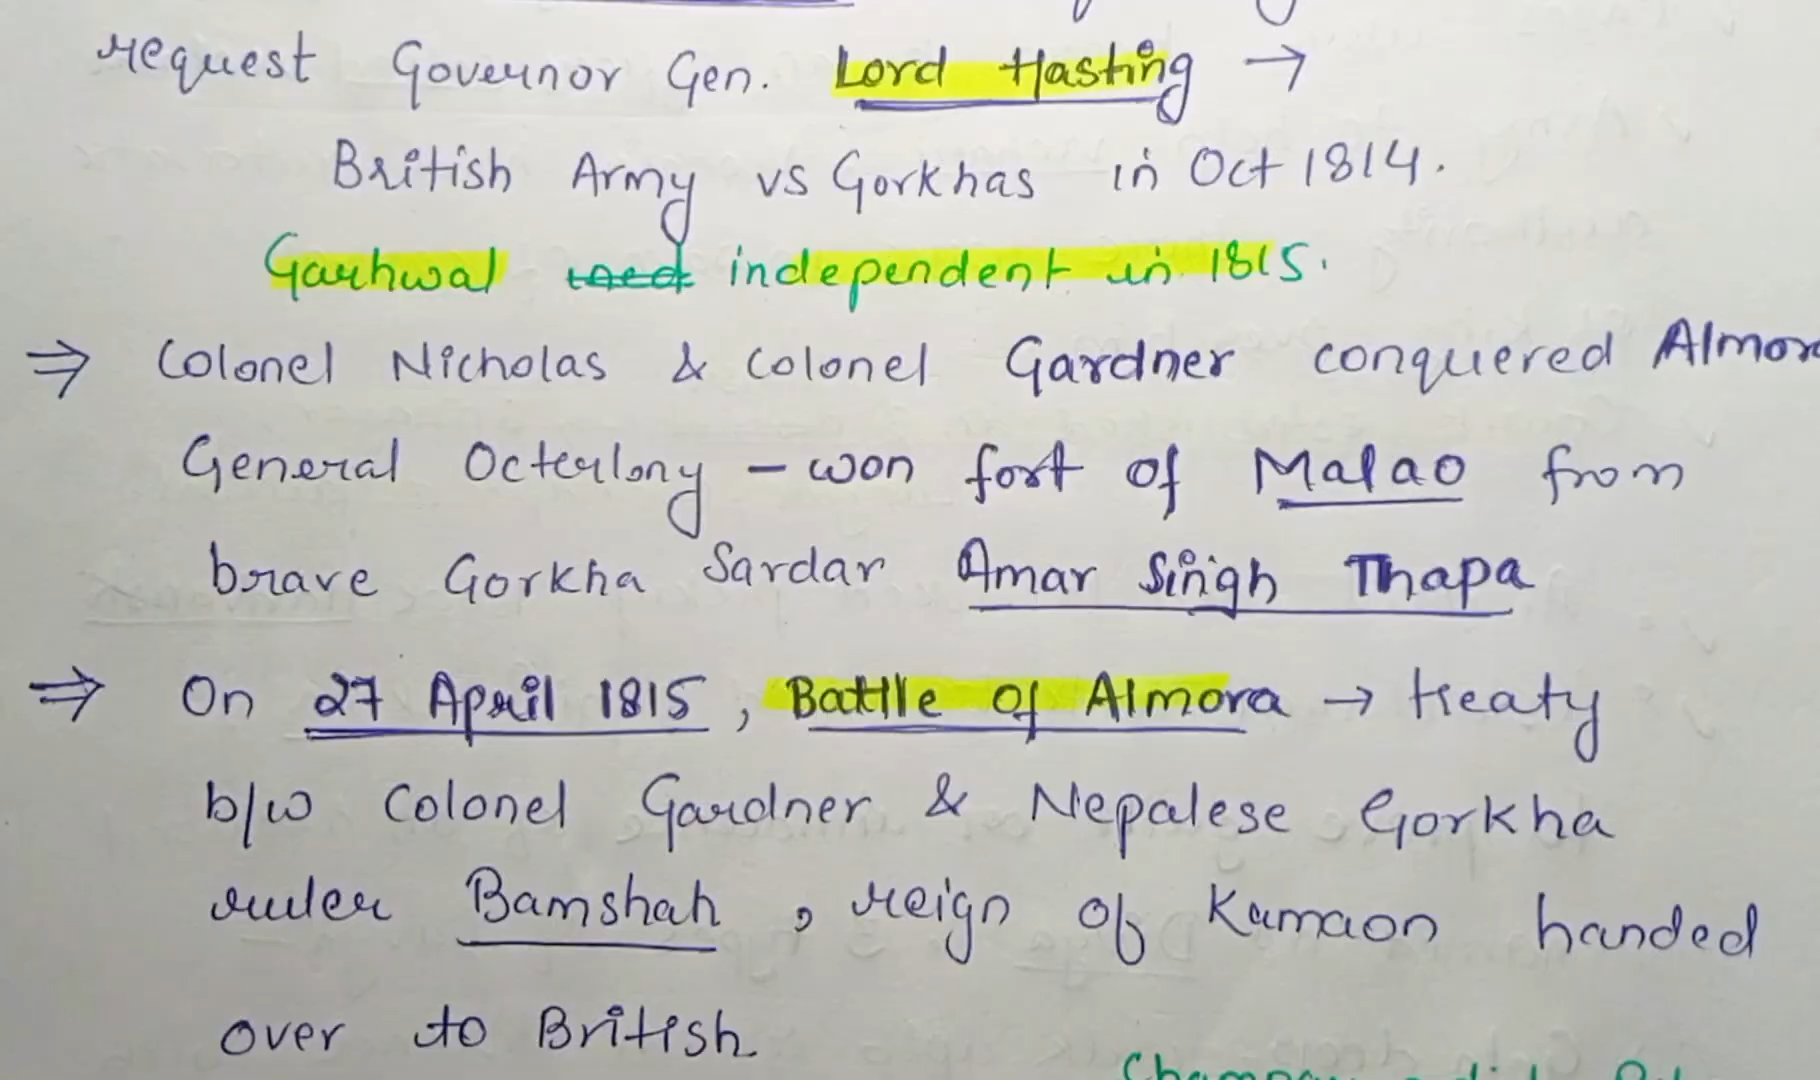 request Governor Gen. Lord Hasting →
British Army vs Gorkhas in Oct 1814.
Garhwal independent in 1815.
⇒ Colonel Nicholas & Colonel Gardner conquered Almor
General Octerlony - won fort of Malao from
brave Gorkha Sardar Amar Singh Thapa
⇒ On 27 April 1815, Battle of Almora → treaty
b/w Colonel Gardner & Nepalese Gorkha
ruler Bamshah, reign of Kamaon handed
over to British.